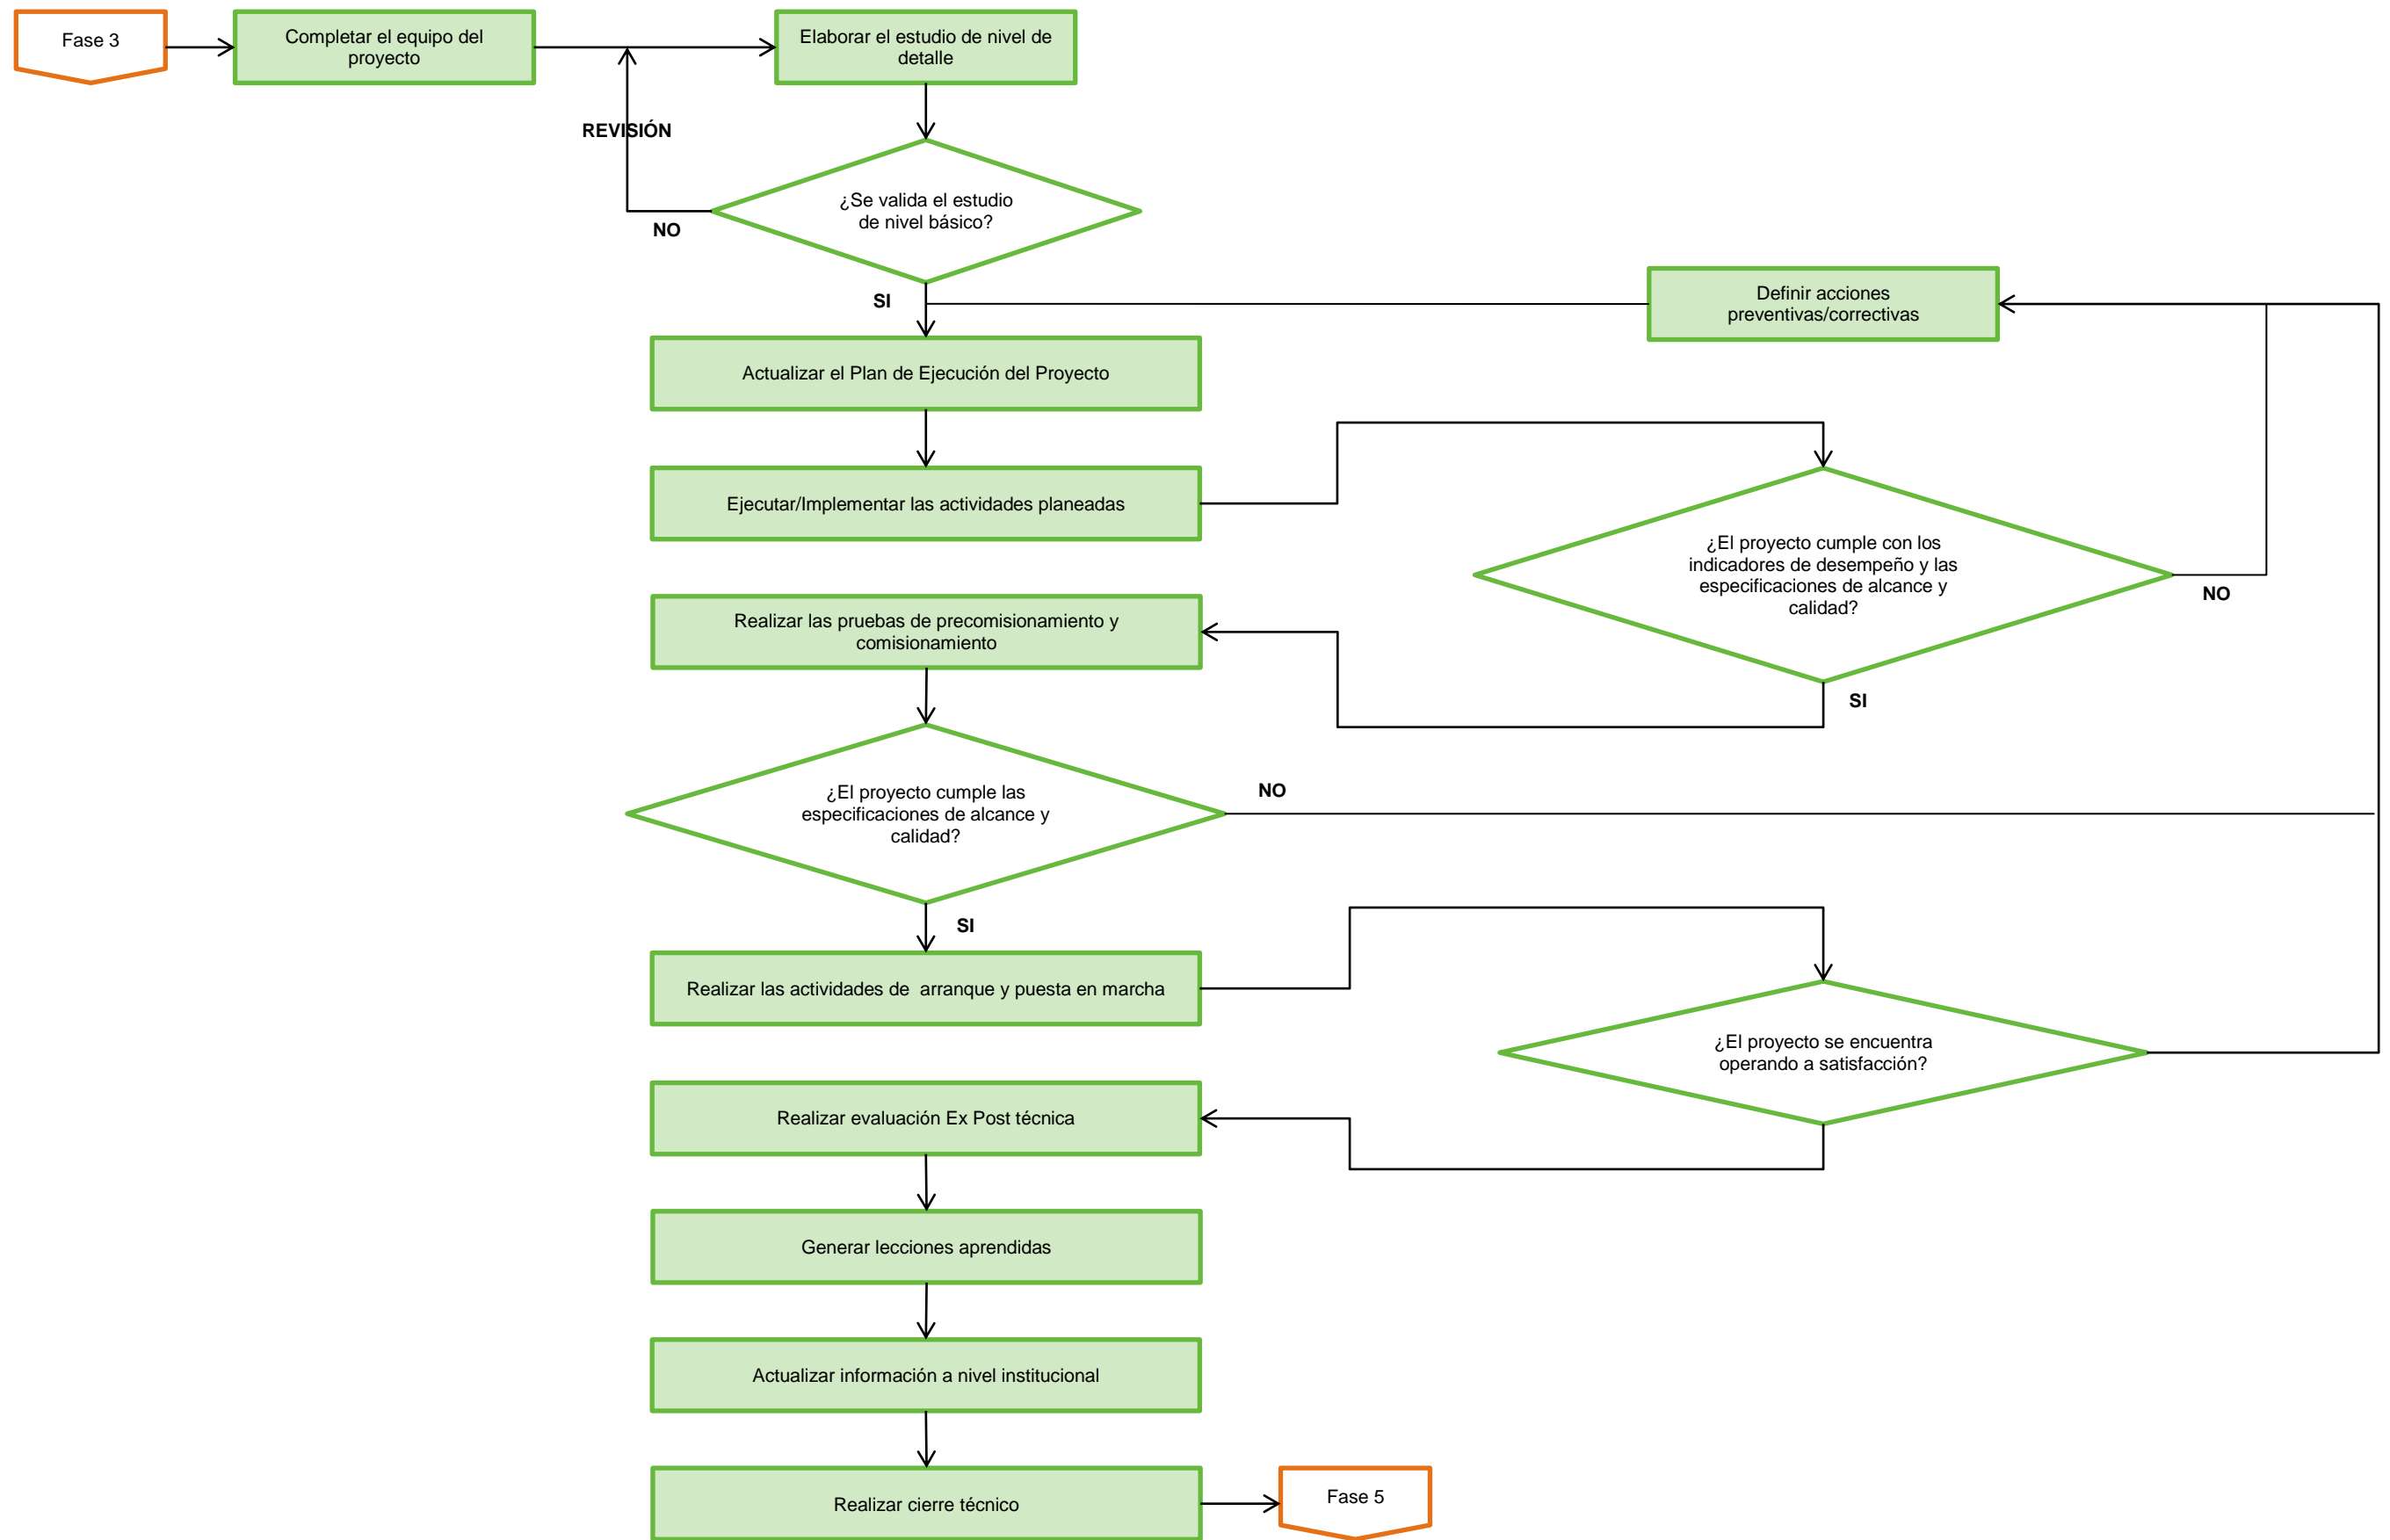 Fase 3
Completar el equipo del
proyecto
Elaborar el estudio de nivel de
detalle
REVISIÓN
¿Se valida el estudio
de nivel básico?
NO
SI
Definir acciones
preventivas/correctivas
Actualizar el Plan de Ejecución del Proyecto
Ejecutar/Implementar las actividades planeadas
¿El proyecto cumple con los
indicadores de desempeño y las
especificaciones de alcance y
calidad?
NO
SI
Realizar las pruebas de precomisionamiento y
comisionamiento
¿El proyecto cumple las
especificaciones de alcance y
calidad?
NO
SI
Realizar las actividades de  arranque y puesta en marcha
¿El proyecto se encuentra
operando a satisfacción?
Realizar evaluación Ex Post técnica
Generar lecciones aprendidas
Actualizar información a nivel institucional
Realizar cierre técnico
Fase 5